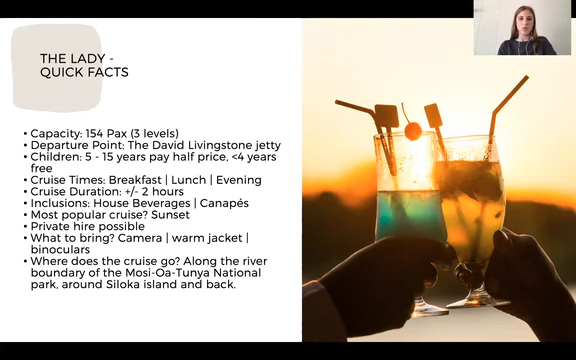 THE LADY -
QUICK FACTS
• Capacity: 154 Pax (3 levels)
• Departure Point: The David Livingstone jetty
• Children: 5 - 15 years pay half price, <4 years
free
• Cruise Times: Breakfast | Lunch | Evening
• Cruise Duration: +/- 2 hours
• Inclusions: House Beverages | Canapés
• Most popular cruise? Sunset
• Private hire possible
• What to bring? Camera | warm jacket |
binoculars
• Where does the cruise go? Along the river
boundary of the Mosi-Oa-Tunya National
park, around Siloka island and back.